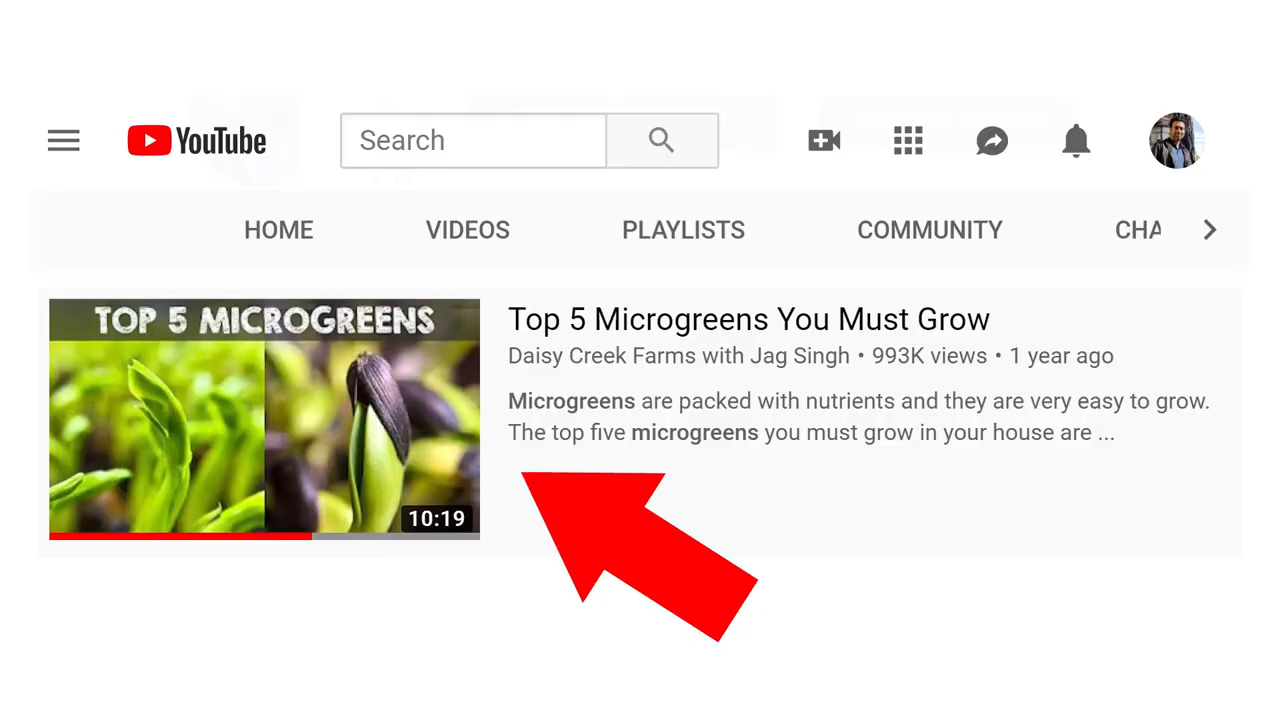 YouTube
Search
HOME VIDEOS PLAYLISTS COMMUNITY CHA
TOP 5 MICROGREENS
10:19
Top 5 Microgreens You Must Grow
Daisy Creek Farms with Jag Singh • 993K views • 1 year ago
Microgreens are packed with nutrients and they are very easy to grow.
The top five microgreens you must grow in your house are ...